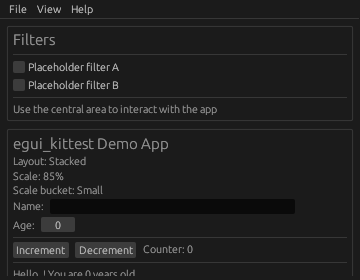 File View Help
Filters
Placeholder filter A
Placeholder filter B
Use the central area to interact with the app
egui_kittest Demo App
Layout: Stacked
Scale: 85%
Scale bucket: Small
Name:
Age: 0
Increment Decrement Counter: 0
Hello, ! You are 0 years old